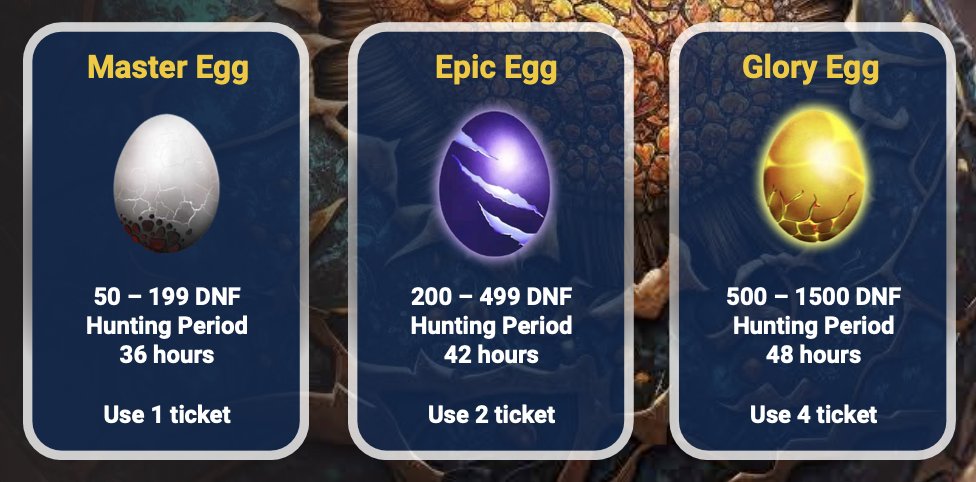 Master Egg
50 – 199 DNF
Hunting Period
36 hours
Use 1 ticket
Epic Egg
200 – 499 DNF
Hunting Period
42 hours
Use 2 ticket
Glory Egg
500 – 1500 DNF
Hunting Period
48 hours
Use 4 ticket